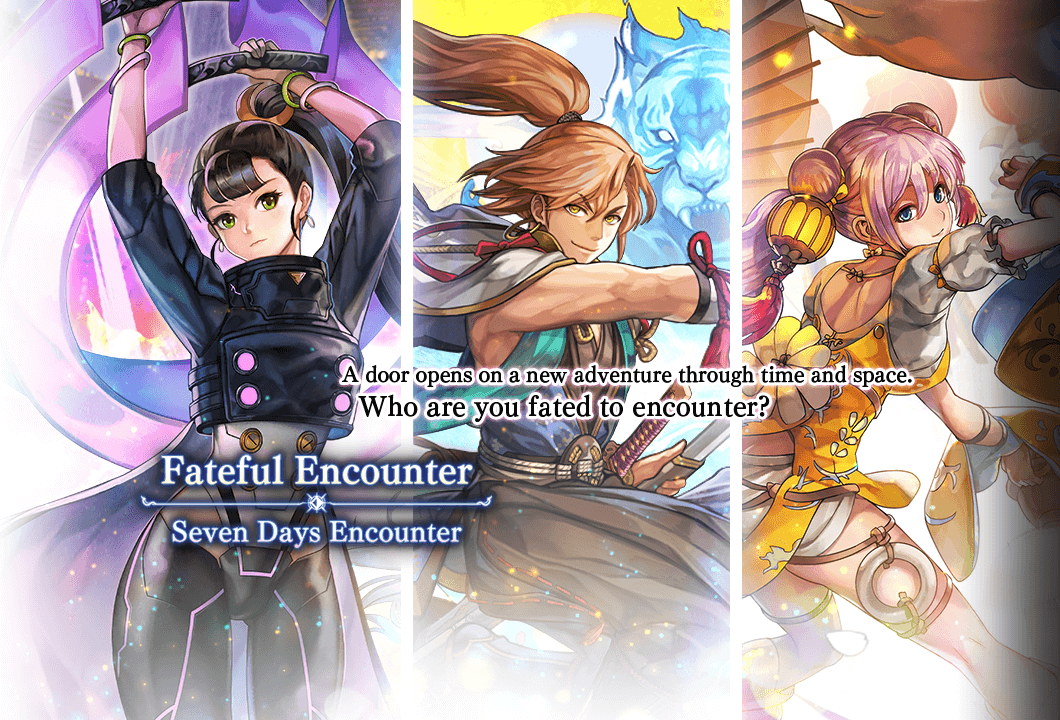 A door opens on a new adventure through time and space.
Who are you fated to encounter?
Fateful Encounter
Seven Days Encounter